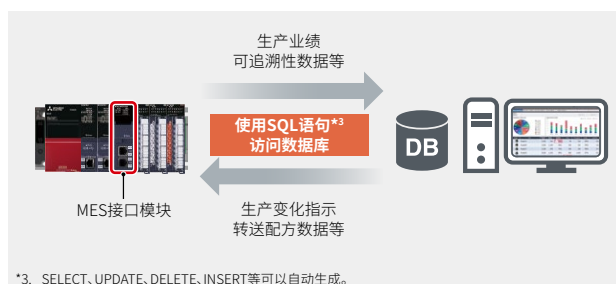 生产业绩
可追溯性数据等
使用SQL语句*3
访问数据库
DB
MES接口模块
生产变化指示
转送配方数据等
*3. SELECT、UPDATE、DELETE、INSERT等可以自动生成。